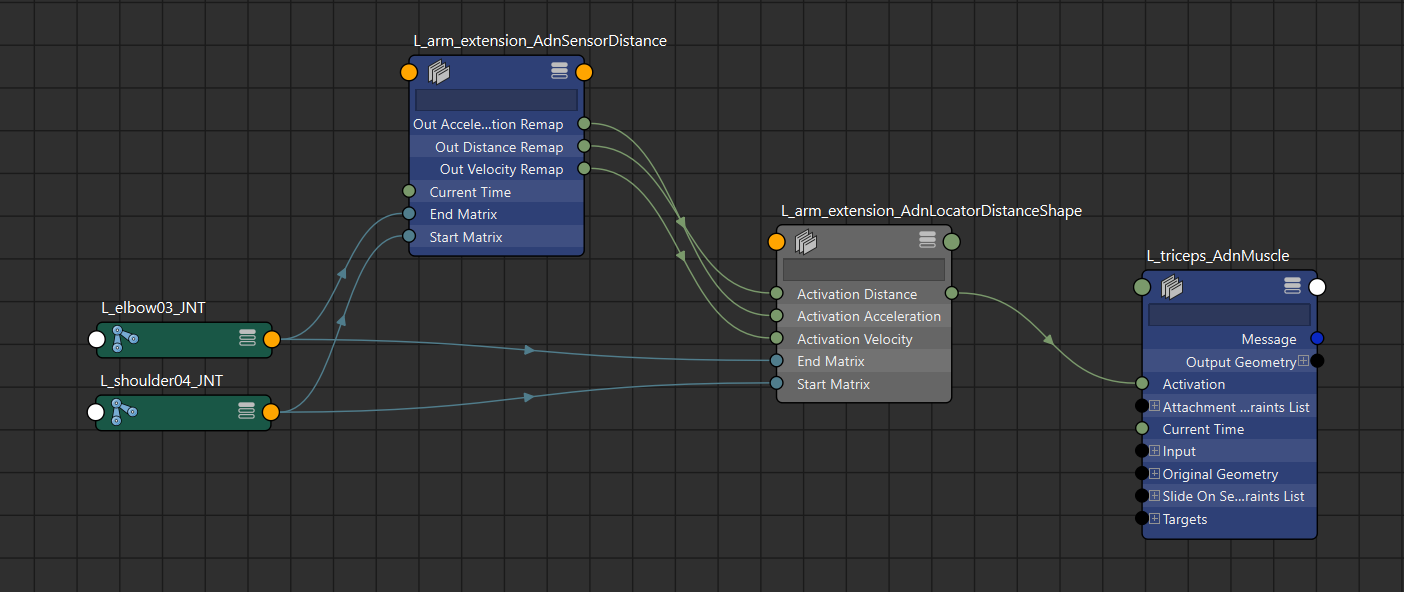 L_arm_extension_AdnSensorDistance
Out Accele...tion Remap
Out Distance Remap
Out Velocity Remap
Current Time
End Matrix
Start Matrix
L_elbow03_JNT
L_shoulder04_JNT
L_arm_extension_AdnLocatorDistanceShape
Activation Distance
Activation Acceleration
Activation Velocity
End Matrix
Start Matrix
L_triceps_AdnMuscle
Message
Output Geometry
Activation
Attachment ...raints List
Current Time
Input
Original Geometry
Slide On Se...raints List
Targets